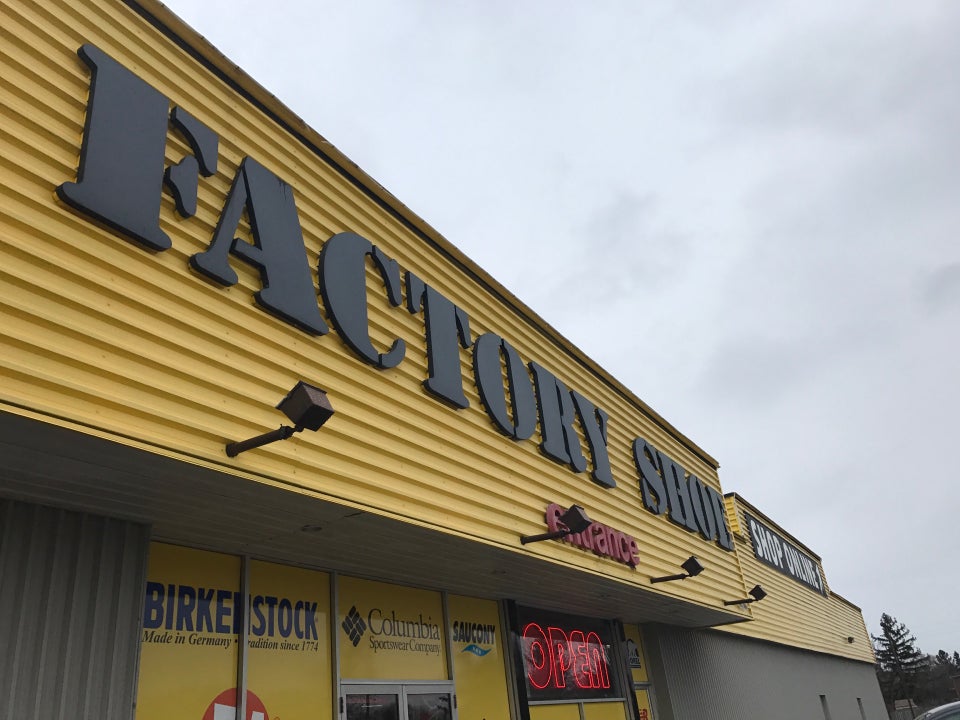 FACTORY SHOE
entrance
SHOP ONLINE
BIRKENSTOCK
Made in Germany • Tradition since 1774
Columbia
Sportswear Company
SAUCONY
OPEN